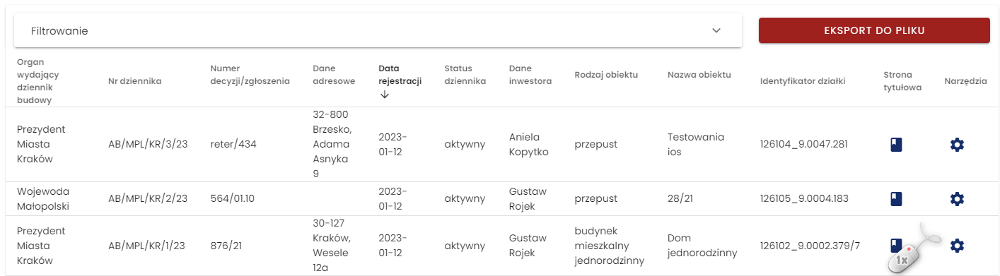 Filtrowanie
EKSPORT DO PLIKU
Organ
wydający
dziennik
budowy
Nr dziennika
Numer
decyzji/zgłoszenia
Dane
adresowe
Data
rejestracji
Status
dziennika
Dane
inwestora
Rodzaj obiektu
Nazwa obiektu
Identyfikator działki
Strona
tytułowa
Narzędzia
Prezydent
Miasta
Kraków
AB/MPL/KR/3/23
reter/434
32-800
Brzesko,
Adama
Asnyka
9
2023-
01-12
aktywny
Aniela
Kopytko
przepust
Testowania
ios
126104_9.0047.281
Wojewoda
Małopolski
AB/MPL/KR/2/23
564/01.10
2023-
01-12
aktywny
Gustaw
Rojek
przepust
28/21
126105_9.0004.183
Prezydent
Miasta
Kraków
AB/MPL/KR/1/23
876/21
30-127
Kraków,
Wesele
12a
2023-
01-12
aktywny
Gustaw
Rojek
budynek
mieszkalny
jednorodzinny
Dom
jednorodzinny
126102_9.0002.379/7
1x